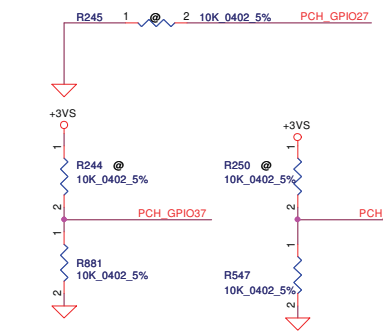 R245 1 @ 2 10K_0402_5% PCH_GPIO27
+3VS
+3VS
1
1
R244 @
10K_0402_5%
R250 @
10K_0402_5%
2
2
PCH_GPIO37
PCH
1
1
R881
10K_0402_5%
R547
10K_0402_5%
2
2